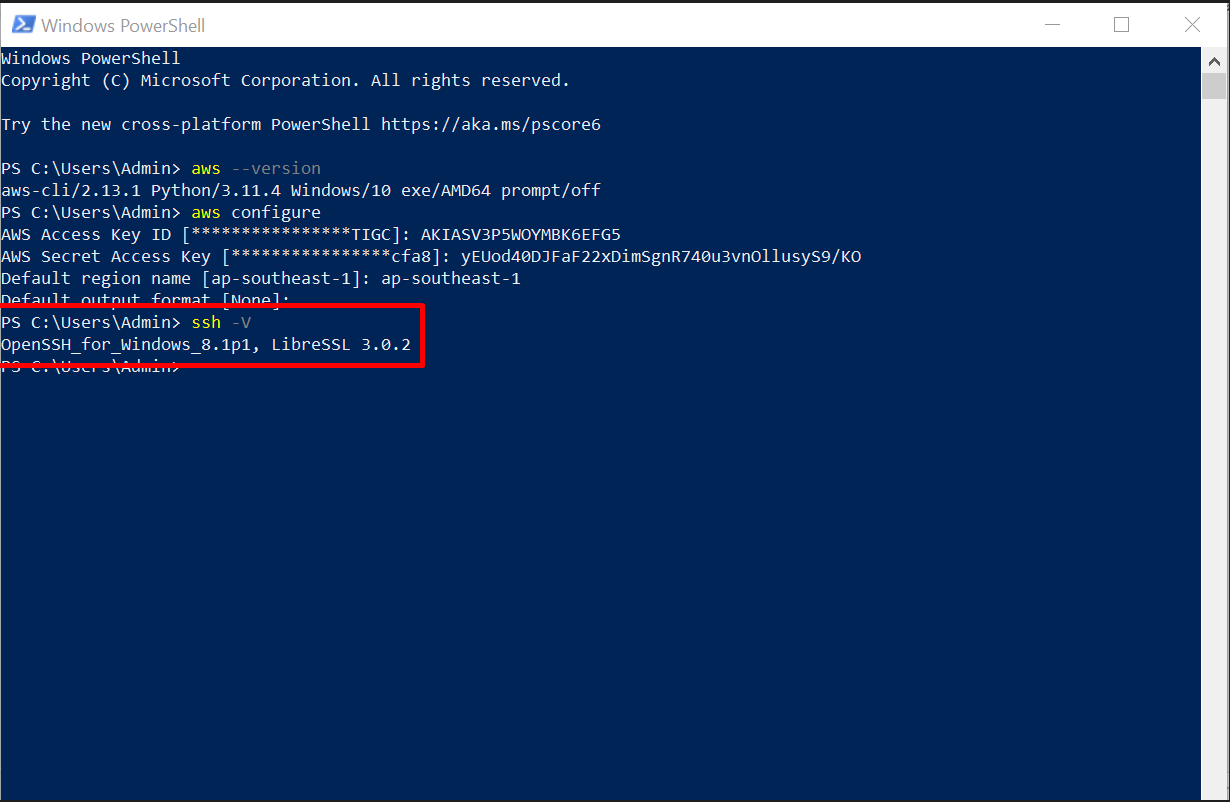 Windows PowerShell
Windows PowerShell
Copyright (C) Microsoft Corporation. All rights reserved.
Try the new cross-platform PowerShell https://aka.ms/pscore6
PS C:\Users\Admin> aws --version
aws-cli/2.13.1 Python/3.11.4 Windows/10 exe/AMD64 prompt/off
PS C:\Users\Admin> aws configure
AWS Access Key ID [****************TIGC]: AKIASV3P5WOYMBK6EFG5
AWS Secret Access Key [****************cfa8]: 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
Default region name [ap-southeast-1]: ap-southeast-1
Default output format [None]:
PS C:\Users\Admin> ssh -V
OpenSSH_for_Windows_8.1p1, LibreSSL 3.0.2
PS C:\Users\Admin>